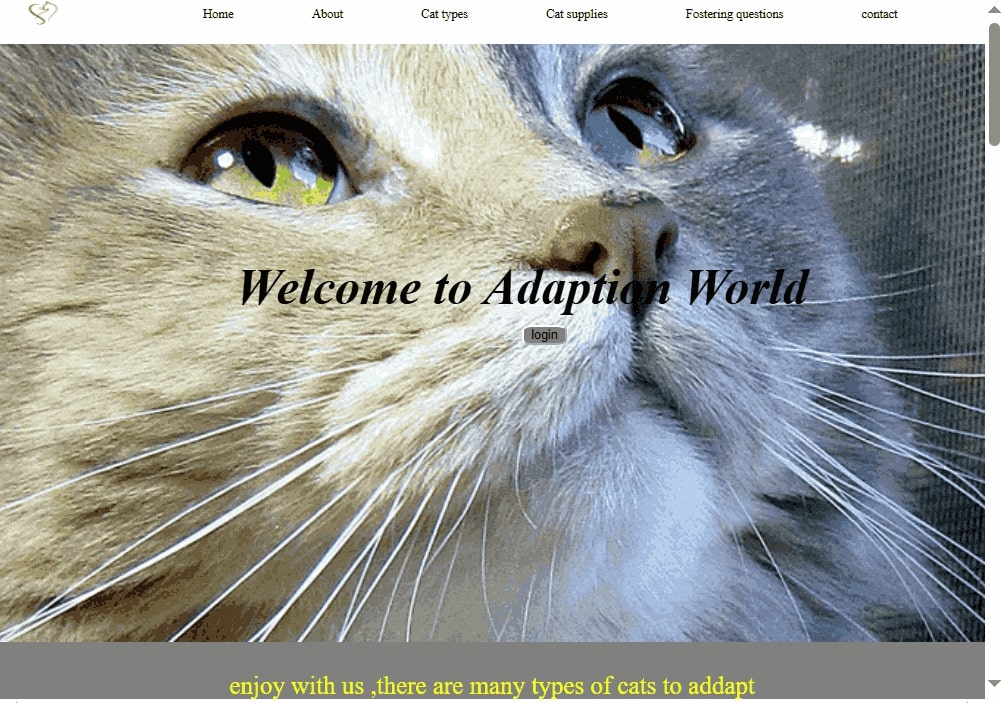 Home About Cat types Cat supplies Fostering questions contact
Welcome to Adaption World
login
enjoy with us ,there are many types of cats to addapt